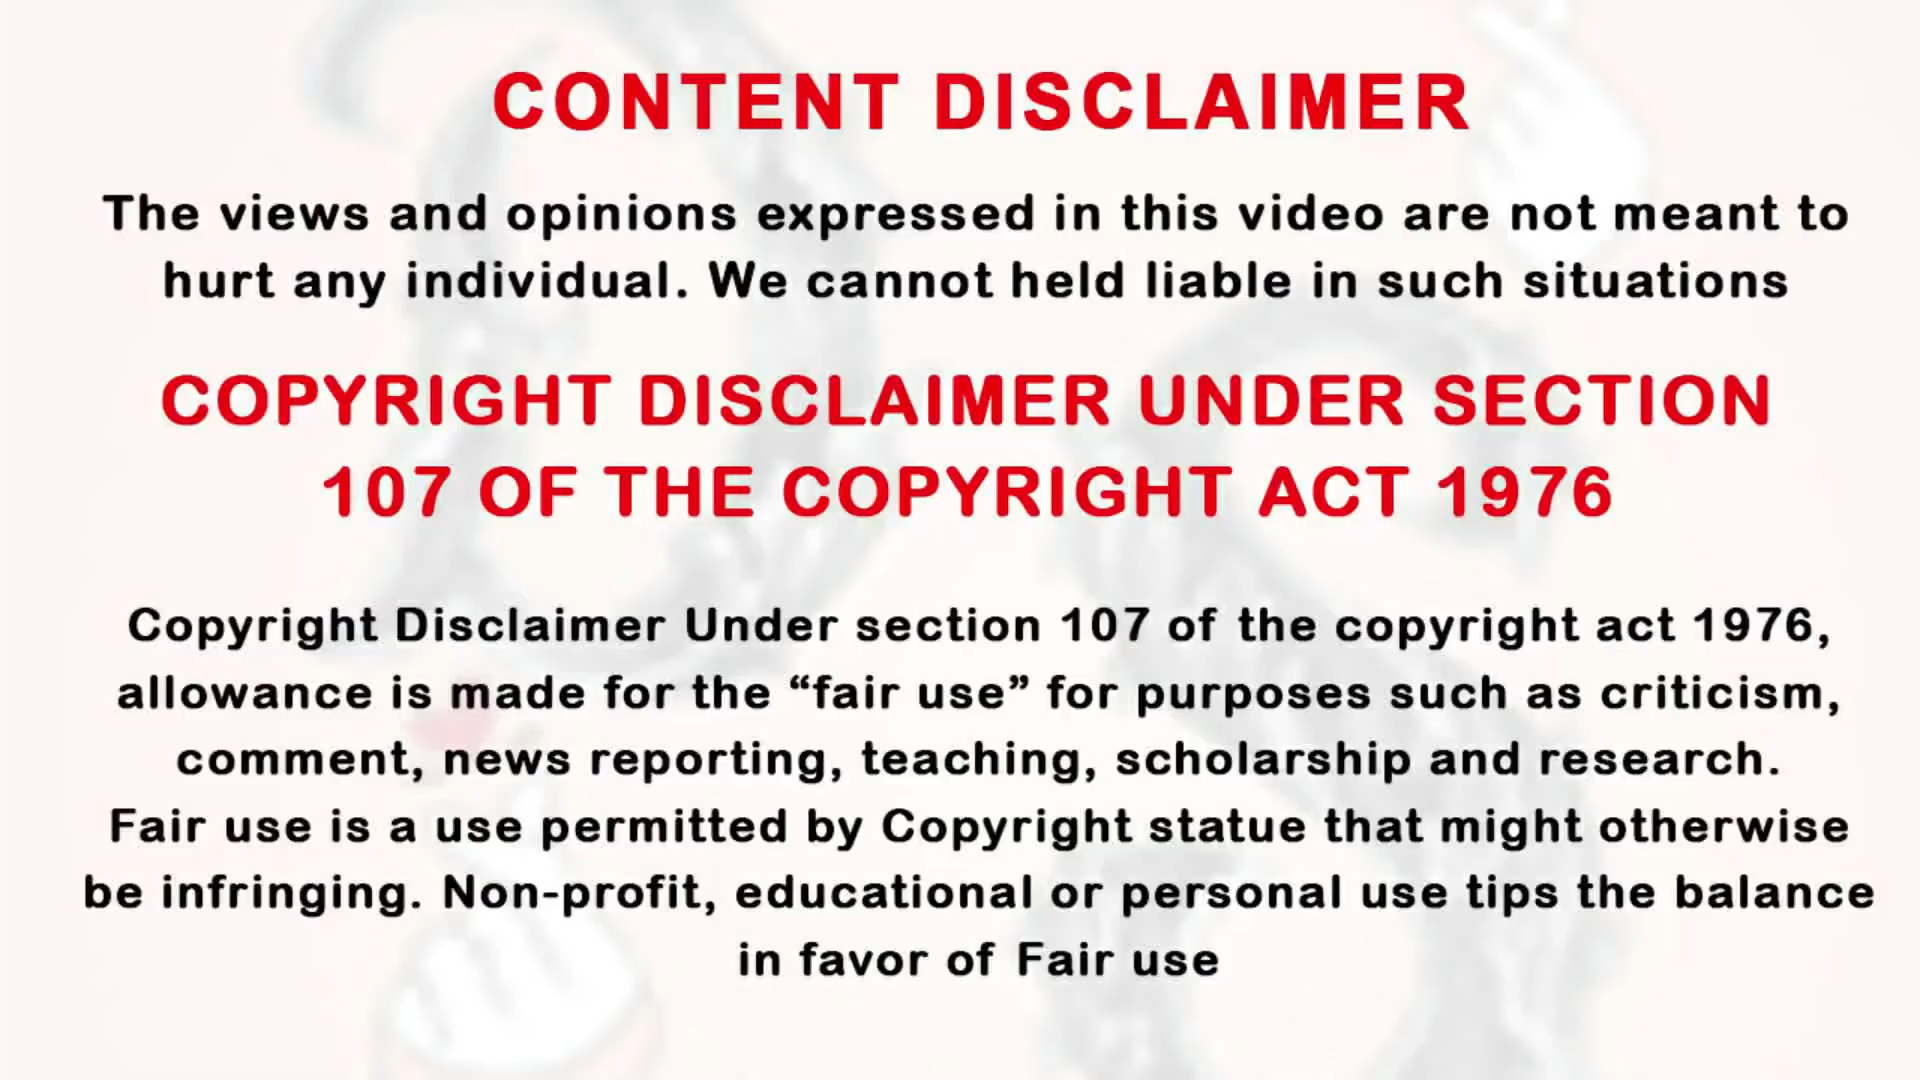 CONTENT DISCLAIMER
The views and opinions expressed in this video are not meant to
hurt any individual. We cannot held liable in such situations
COPYRIGHT DISCLAIMER UNDER SECTION
107 OF THE COPYRIGHT ACT 1976
Copyright Disclaimer Under section 107 of the copyright act 1976,
allowance is made for the “fair use” for purposes such as criticism,
comment, news reporting, teaching, scholarship and research.
Fair use is a use permitted by Copyright statue that might otherwise
be infringing. Non-profit, educational or personal use tips the balance
in favor of Fair use